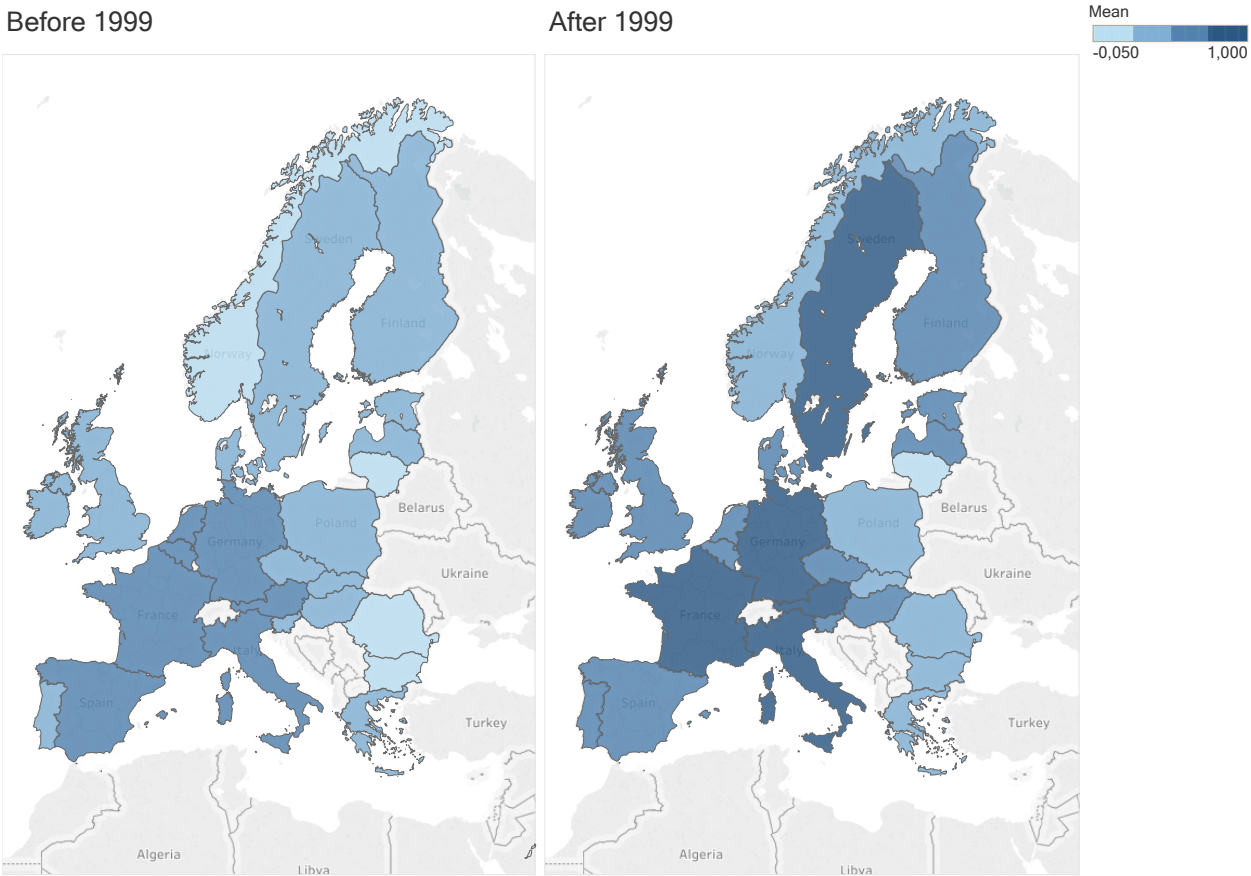 Before 1999
After 1999
Mean
-0,050
1,000
Sweden
Finland
Norway
Belarus
Poland
Germany
Ukraine
France
Italy
Spain
Turkey
Algeria
Libya
Sweden
Finland
Norway
Belarus
Poland
Germany
Ukraine
France
Italy
Spain
Turkey
Algeria
Libya